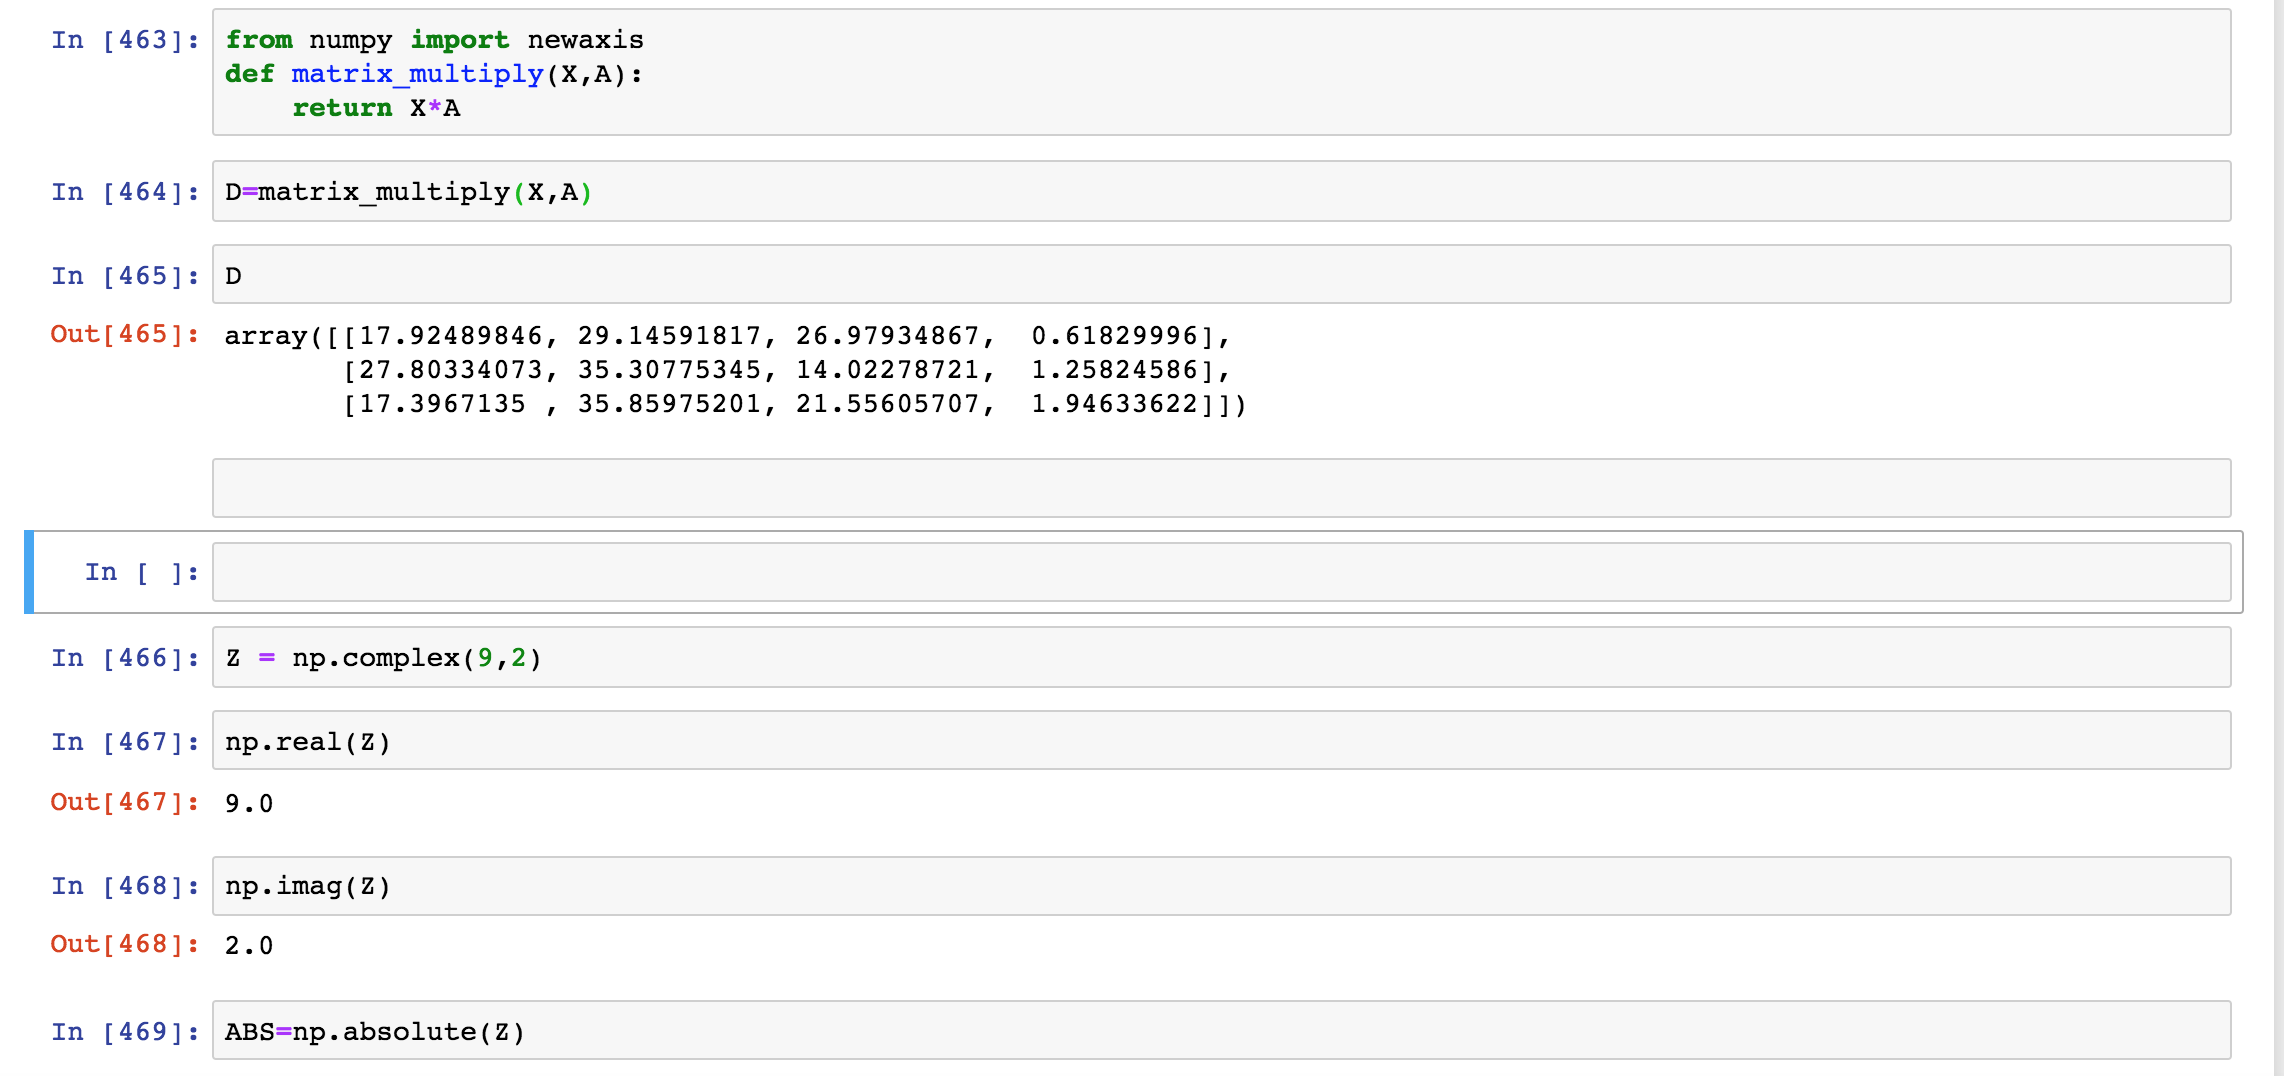 In [463]: from numpy import newaxis
def matrix_multiply(X,A):
    return X*A
In [464]: D=matrix_multiply(X,A)
In [465]: D
Out[465]: array([[17.92489846, 29.14591817, 26.97934867,  0.61829996],
       [27.80334073, 35.30775345, 14.02278721,  1.25824586],
       [17.3967135 , 35.85975201, 21.55605707,  1.94633622]])
In [ ]:
In [466]: Z = np.complex(9,2)
In [467]: np.real(Z)
Out[467]: 9.0
In [468]: np.imag(Z)
Out[468]: 2.0
In [469]: ABS=np.absolute(Z)